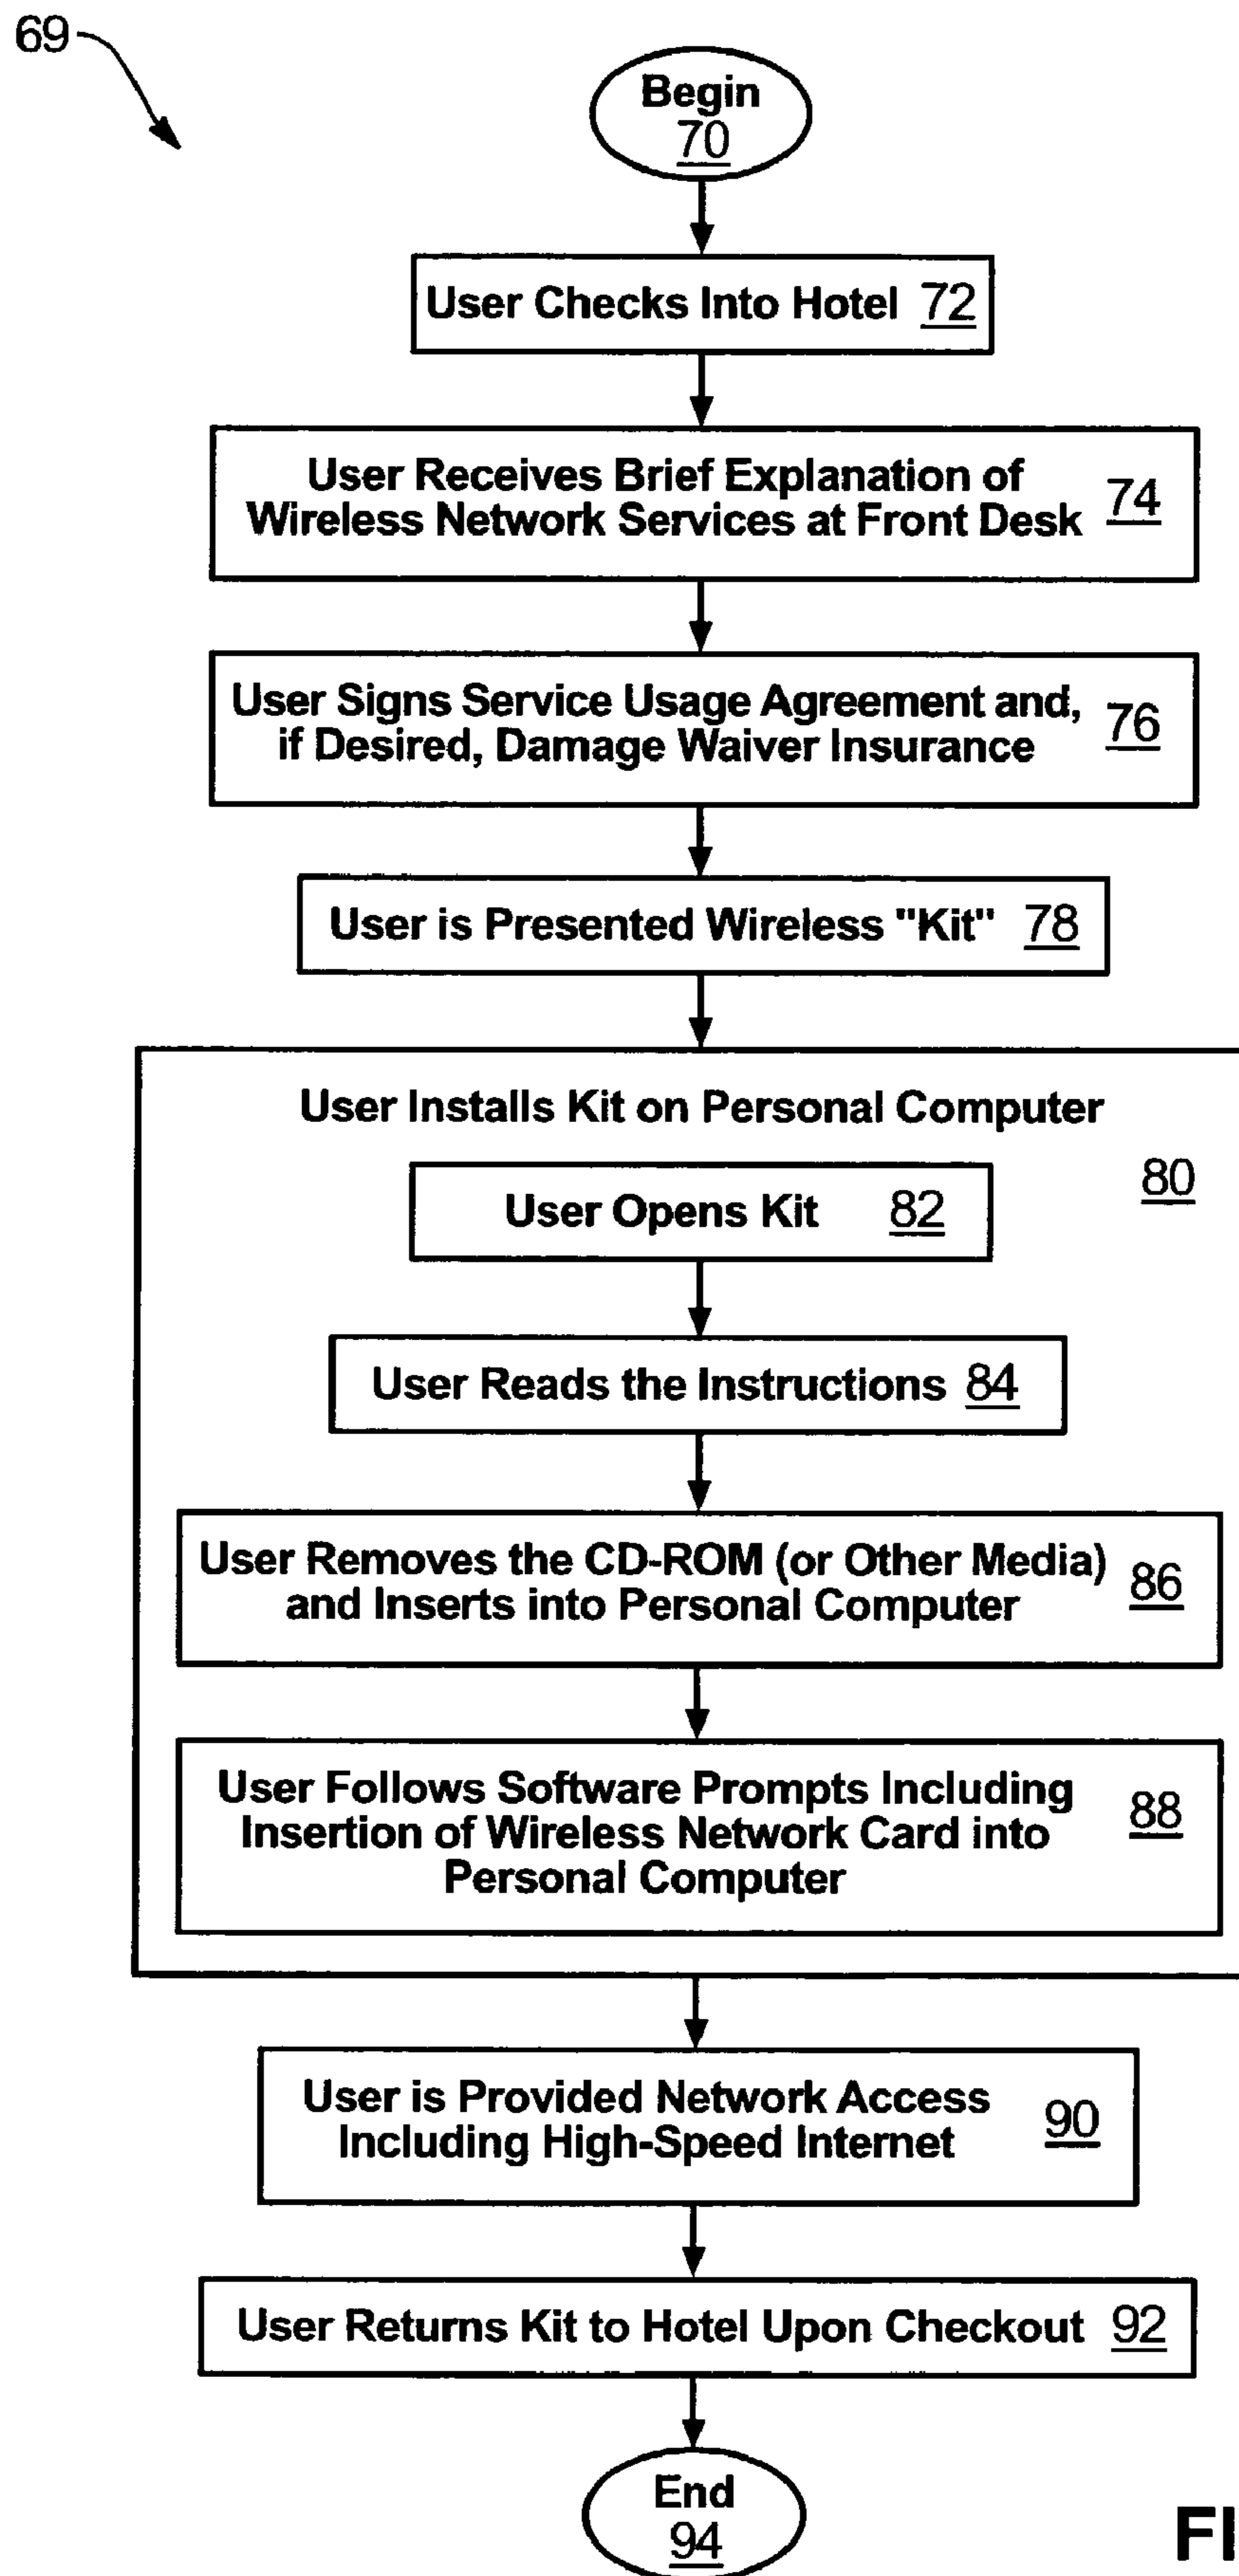 69
Begin
70
User Checks Into Hotel 72
User Receives Brief Explanation of
Wireless Network Services at Front Desk 74
User Signs Service Usage Agreement and,
if Desired, Damage Waiver Insurance 76
User is Presented Wireless "Kit" 78
User Installs Kit on Personal Computer
80
User Opens Kit 82
User Reads the Instructions 84
User Removes the CD-ROM (or Other Media)
and Inserts into Personal Computer 86
User Follows Software Prompts Including
Insertion of Wireless Network Card into
Personal Computer 88
User is Provided Network Access
Including High-Speed Internet 90
User Returns Kit to Hotel Upon Checkout 92
End
94